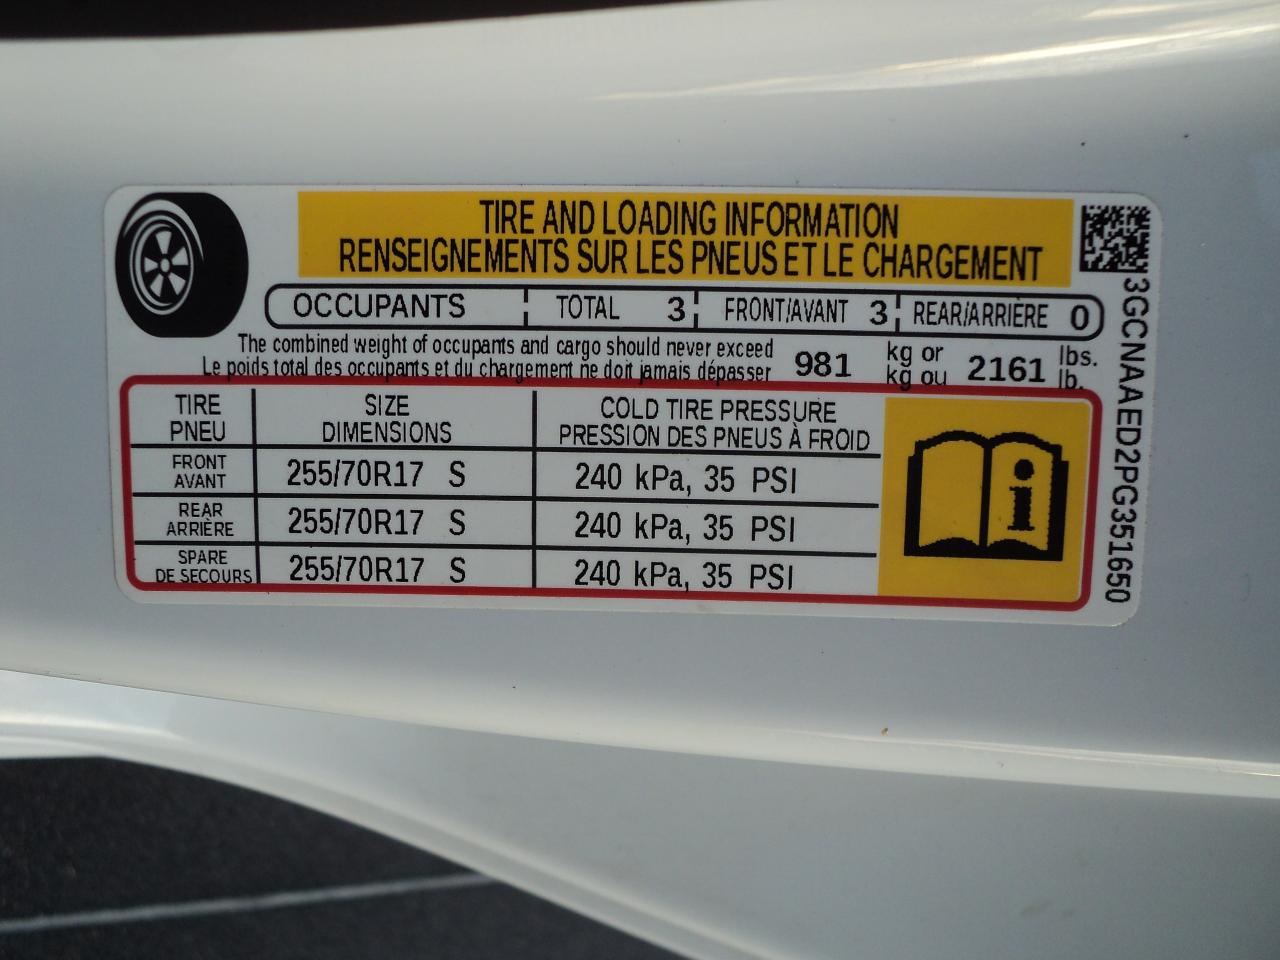 TIRE AND LOADING INFORMATION
RENSEIGNEMENTS SUR LES PNEUS ET LE CHARGEMENT
OCCUPANTS TOTAL 3 FRONT/AVANT 3 REAR/ARRIÈRE 0
The combined weight of occupants and cargo should never exceed 981 kg or 2161 lbs.
Le poids total des occupants et du chargement ne doit jamais dépasser kg ou lb.
TIRE SIZE COLD TIRE PRESSURE
PNEU DIMENSIONS PRESSION DES PNEUS À FROID
FRONT
AVANT 255/70R17 S 240 kPa, 35 PSI
REAR
ARRIÈRE 255/70R17 S 240 kPa, 35 PSI
SPARE
DE SECOURS 255/70R17 S 240 kPa, 35 PSI
3GCNAAED2PG351650